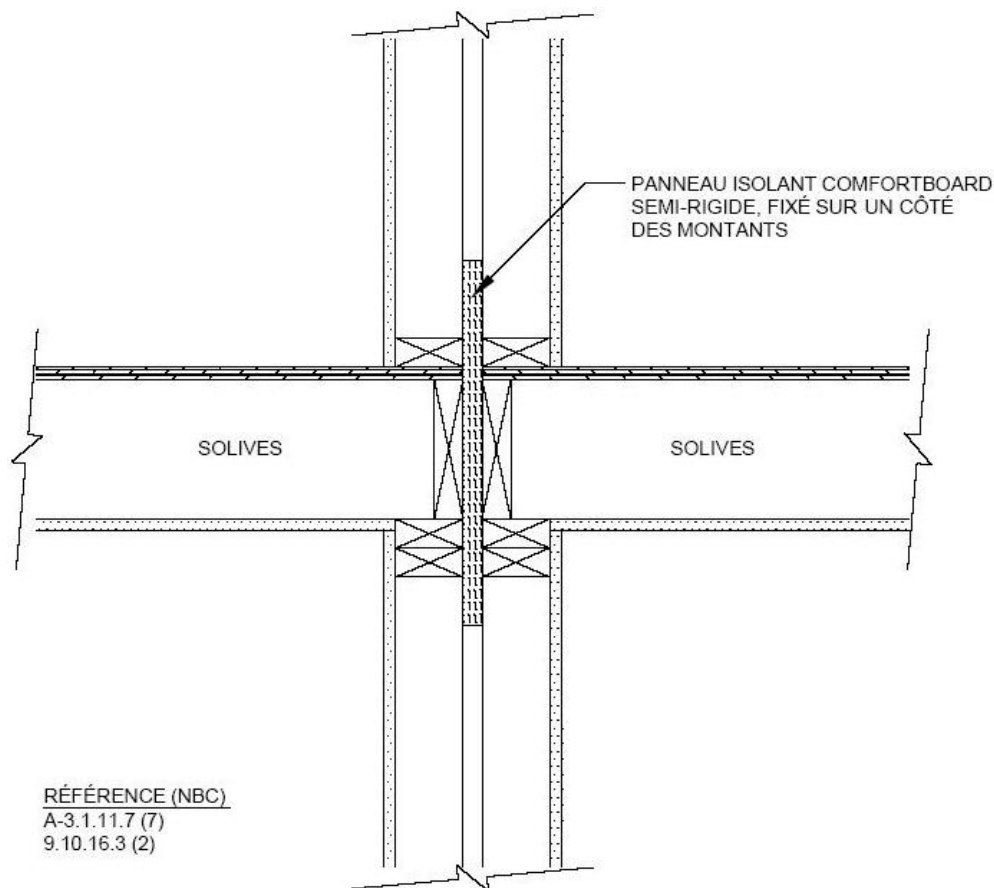 PANNEAU ISOLANT COMFORTBOARD
SEMI-RIGIDE, FIXÉ SUR UN CÔTÉ
DES MONTANTS
SOLIVES
SOLIVES
RÉFÉRENCE (NBC)
A-3.1.11.7 (7)
9.10.16.3 (2)